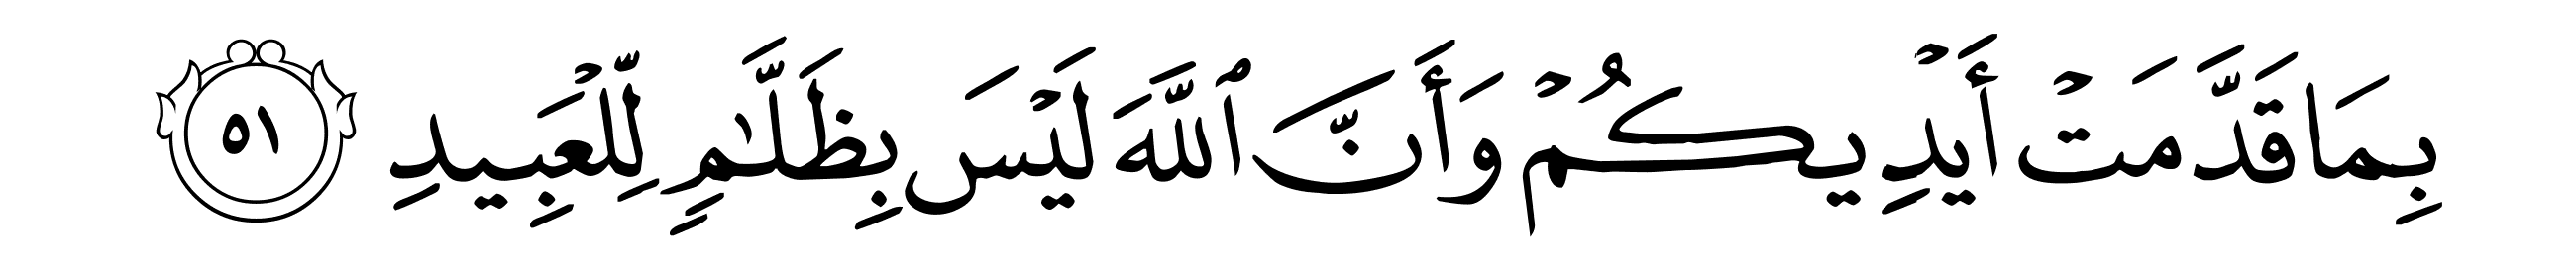 بِمَا قَدَّمَتْ أَيْدِيكُمْ وَأَنَّ ٱللَّهَ لَيْسَ بِظَلَّٰمٍ لِّلْعَبِيدِ ٥١